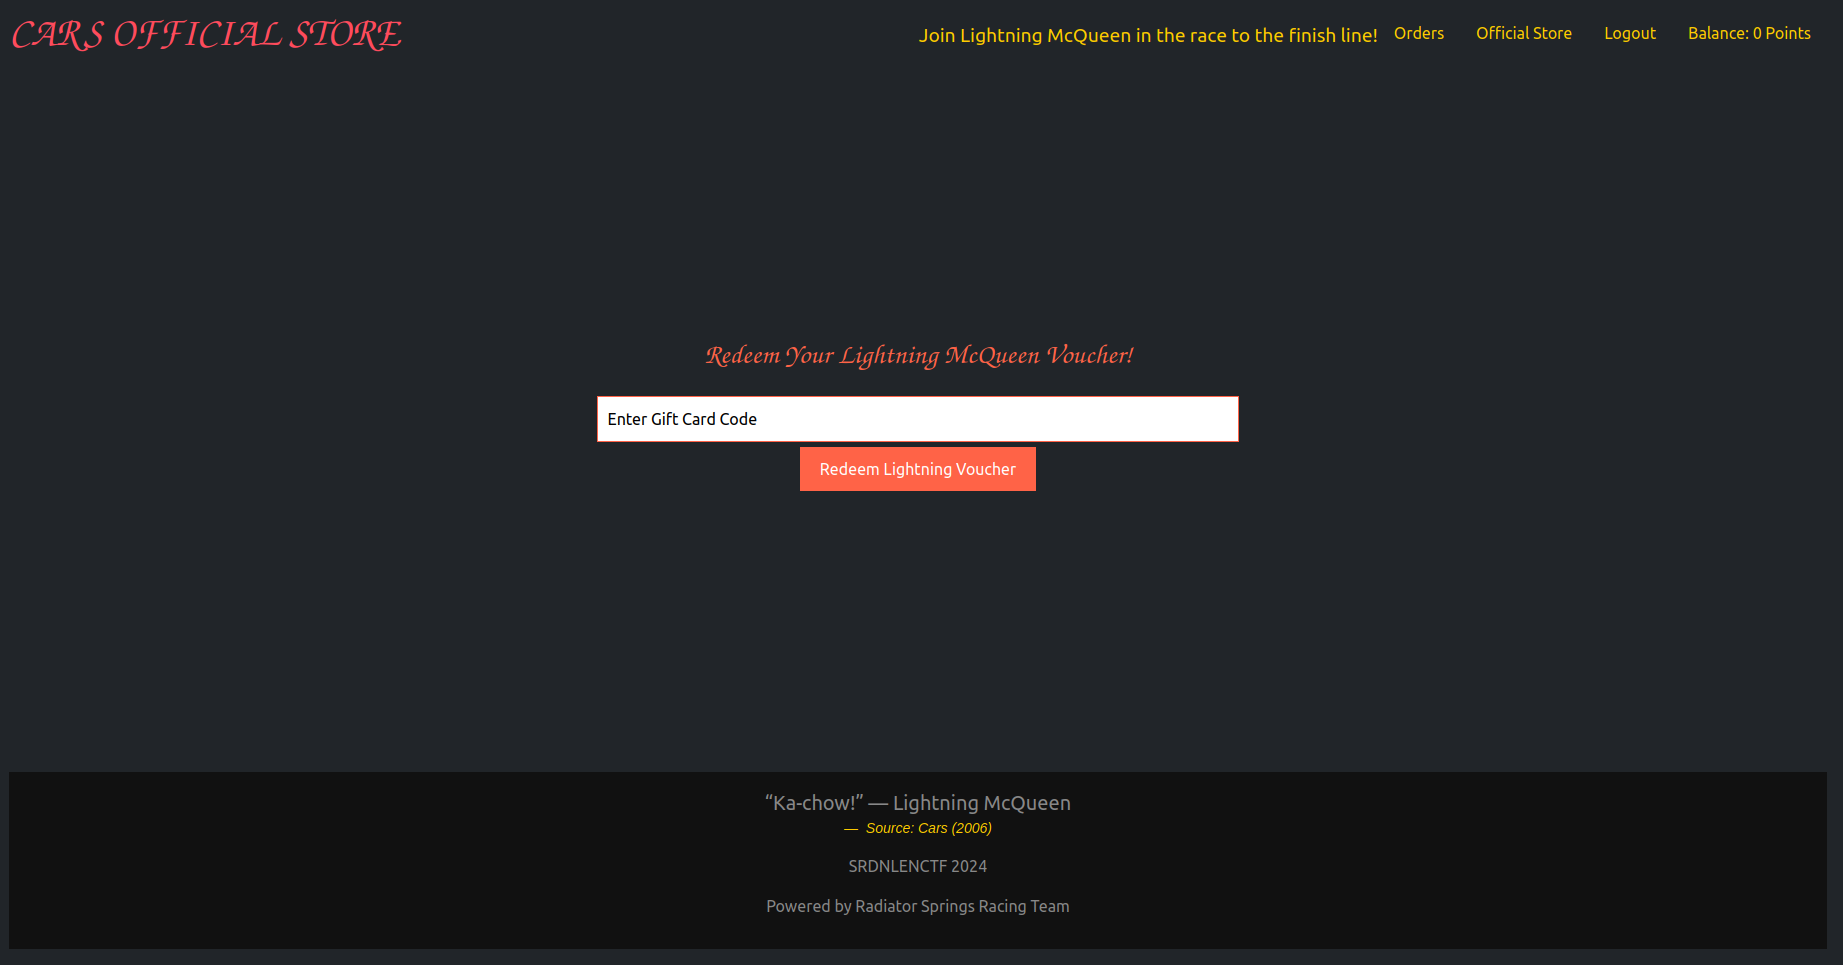 CARS OFFICIAL STORE
Join Lightning McQueen in the race to the finish line! Orders Official Store Logout Balance: 0 Points
Redeem Your Lightning McQueen Voucher!
Enter Gift Card Code
Redeem Lightning Voucher
“Ka-chow!” — Lightning McQueen
— Source: Cars (2006)
SRDNLENCTF 2024
Powered by Radiator Springs Racing Team